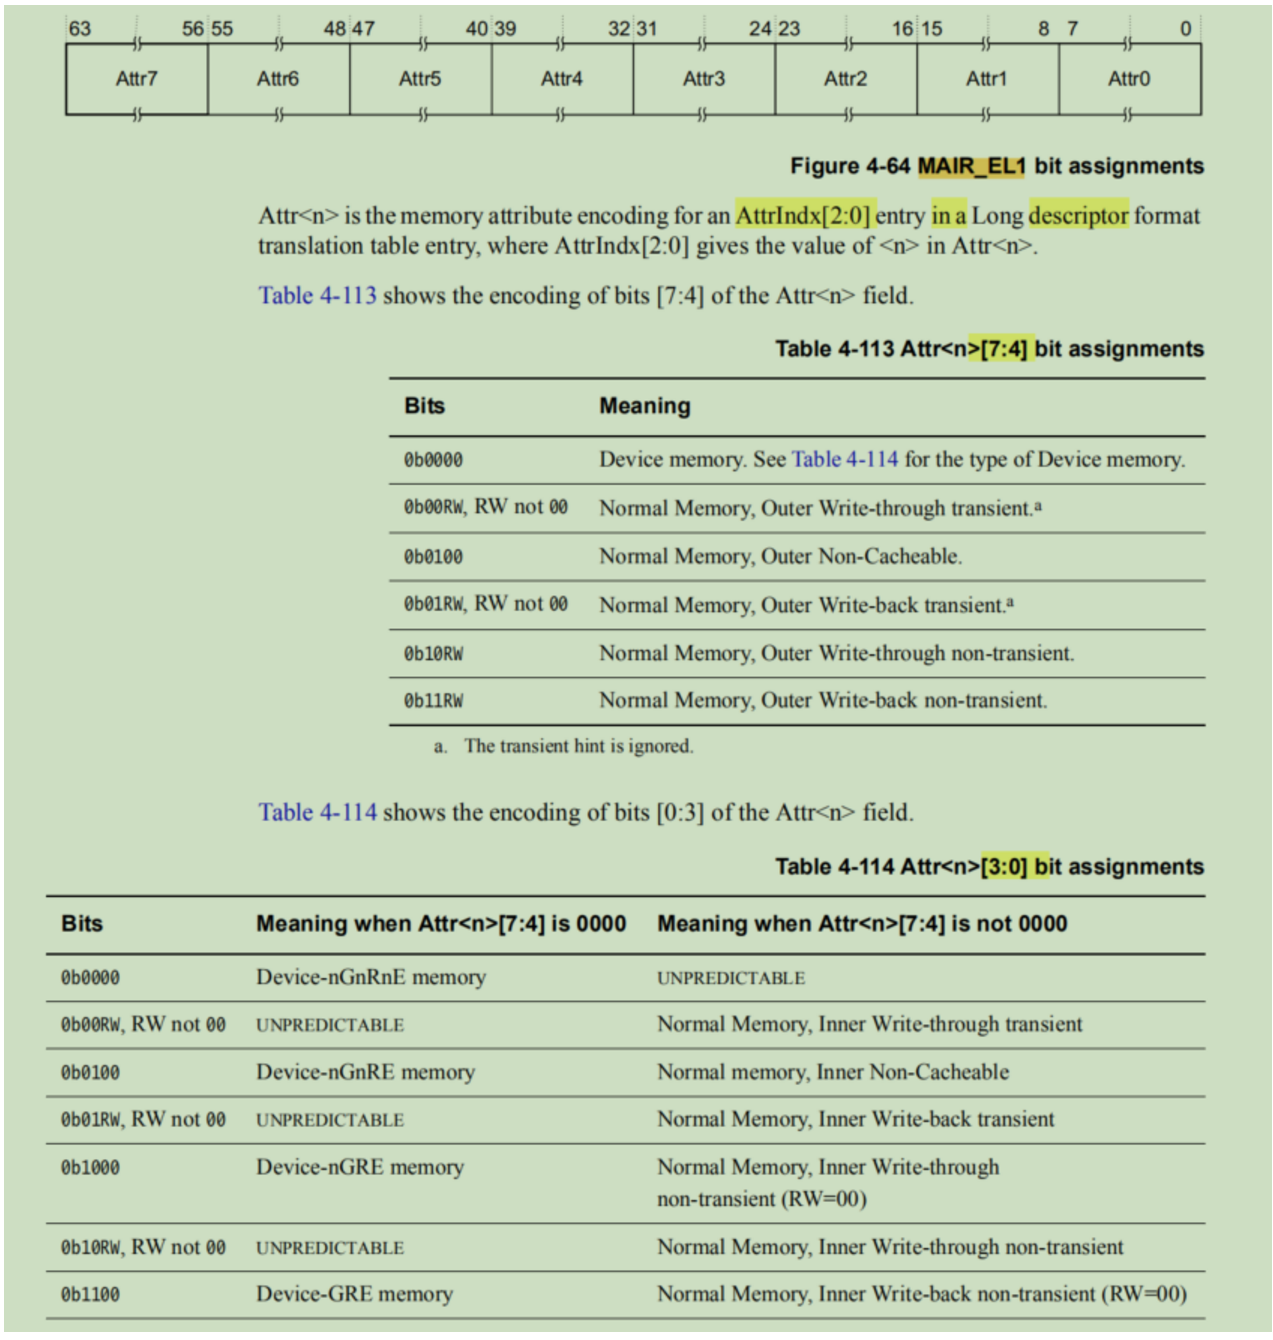 63 56 55 48 47 40 39 32 31 24 23 16 15 8 7 0
Attr7 Attr6 Attr5 Attr4 Attr3 Attr2 Attr1 Attr0
Figure 4-64 MAIR_EL1 bit assignments
Attr<n> is the memory attribute encoding for an AttrIndx[2:0] entry in a Long descriptor format
translation table entry, where AttrIndx[2:0] gives the value of <n> in Attr<n>.
Table 4-113 shows the encoding of bits [7:4] of the Attr<n> field.
Table 4-113 Attr<n>[7:4] bit assignments
Bits Meaning
0b0000 Device memory. See Table 4-114 for the type of Device memory.
0b00RW, RW not 00 Normal Memory, Outer Write-through transient.a
0b0100 Normal Memory, Outer Non-Cacheable.
0b01RW, RW not 00 Normal Memory, Outer Write-back transient.a
0b10RW Normal Memory, Outer Write-through non-transient.
0b11RW Normal Memory, Outer Write-back non-transient.
a. The transient hint is ignored.
Table 4-114 shows the encoding of bits [0:3] of the Attr<n> field.
Table 4-114 Attr<n>[3:0] bit assignments
Bits Meaning when Attr<n>[7:4] is 0000 Meaning when Attr<n>[7:4] is not 0000
0b0000 Device-nGnRnE memory UNPREDICTABLE
0b00RW, RW not 00 UNPREDICTABLE Normal Memory, Inner Write-through transient
0b0100 Device-nGnRE memory Normal memory, Inner Non-Cacheable
0b01RW, RW not 00 UNPREDICTABLE Normal Memory, Inner Write-back transient
0b1000 Device-nGRE memory Normal Memory, Inner Write-through
non-transient (RW=00)
0b10RW, RW not 00 UNPREDICTABLE Normal Memory, Inner Write-through non-transient
0b1100 Device-GRE memory Normal Memory, Inner Write-back non-transient (RW=00)